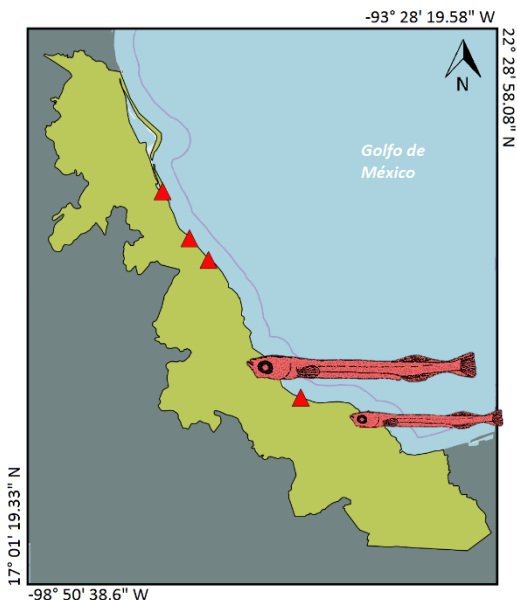 -93° 28' 19.58" W
22° 28' 58.08" N
N
Golfo de
México
17° 01' 19.33" N
-98° 50' 38.6" W